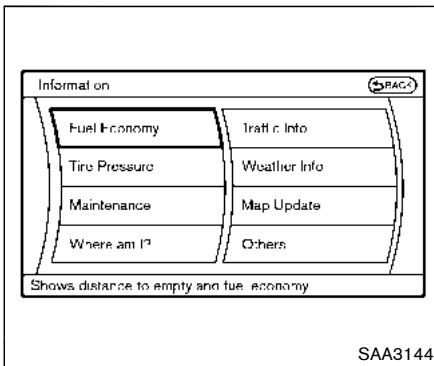 Information BACK
Fuel Economy Traffic Info
Tire Pressure Weather Info
Maintenance Map Update
Where am I? Others
Shows distance to empty and fuel economy
SAA3144